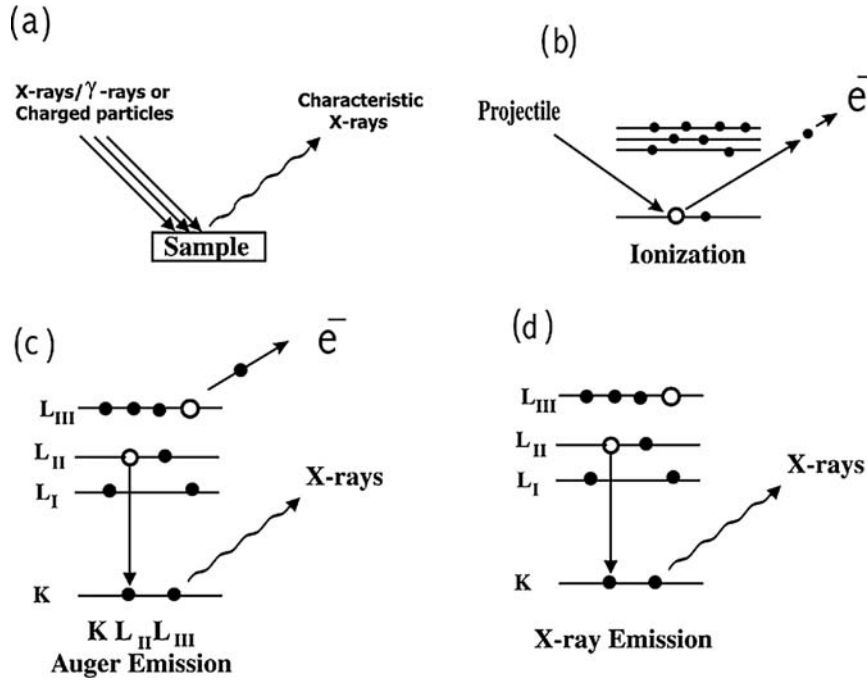 (a)
X-rays/γ-rays or
Charged particles
Characteristic
X-rays
Sample
(b)
Projectile
e̅
Ionization
(c)
e̅
L_III
L_II
L_I
X-rays
K
K L_II L_III
Auger Emission
(d)
L_III
L_II
L_I
X-rays
K
X-ray Emission